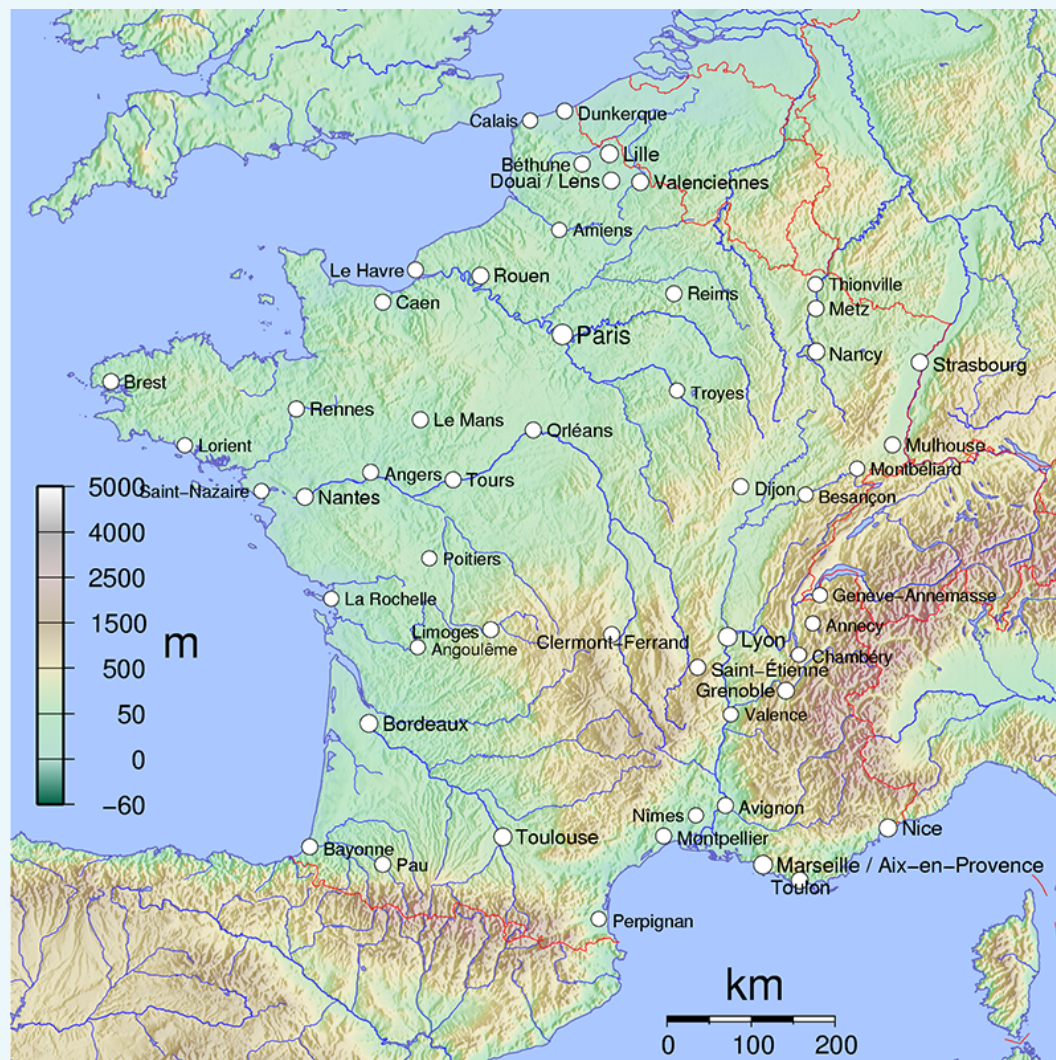 Dunkerque
Calais
Lille
Béthune
Douai / Lens
Valenciennes
Amiens
Le Havre
Rouen
Thionville
Reims
Caen
Metz
Paris
Nancy
Strasbourg
Brest
Troyes
Rennes
Le Mans
Orléans
Lorient
Mulhouse
Montbéliard
Angers
Tours
5000
Saint-Nazaire
Nantes
Dijon
Besançon
4000
Poitiers
2500
Genève-Annemasse
La Rochelle
1500
m
Limoges
Clermont-Ferrand
Lyon
Annecy
Angoulême
Chambéry
500
Saint-Étienne
Grenoble
50
Bordeaux
Valence
0
-60
Avignon
Nîmes
Nice
Toulouse
Montpellier
Bayonne
Pau
Marseille / Aix-en-Provence
Toulon
Perpignan
km
0 100 200